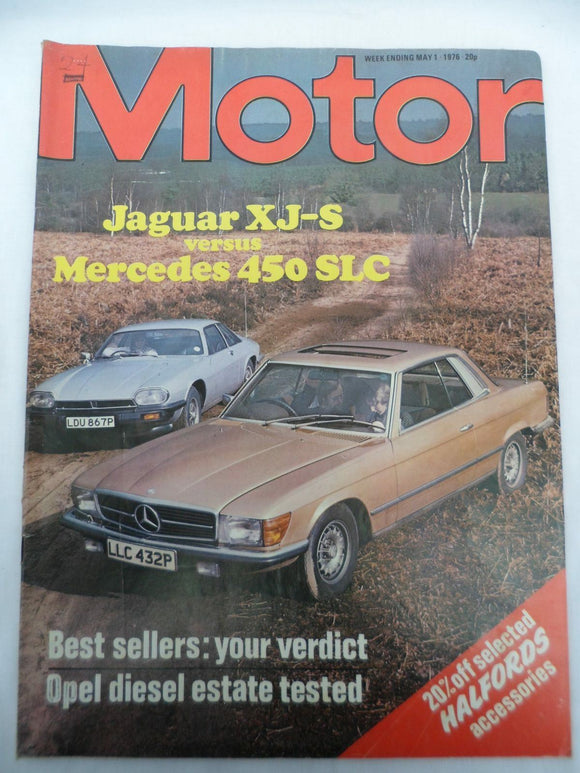 WEEK ENDING MAY 1 · 1976 · 20p
Motor
Jaguar XJ-S
versus
Mercedes 450 SLC
LDU 867P
LLC 432P
Best sellers: your verdict
Opel diesel estate tested
20% off selected
HALFORDS
accessories